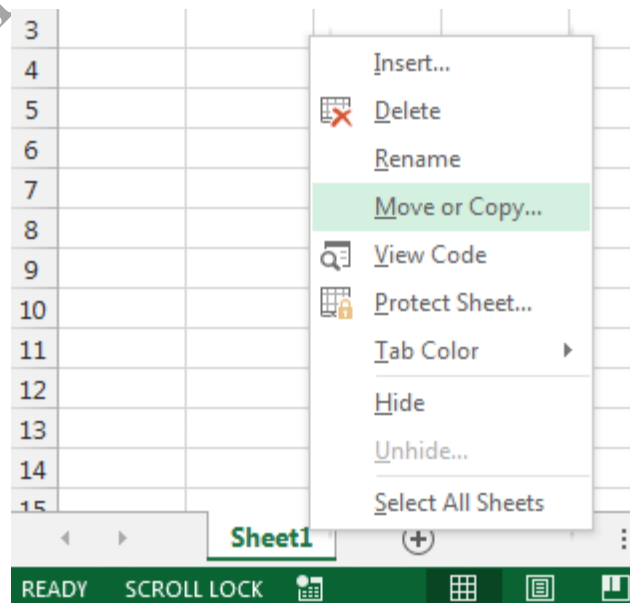 3
4
Insert...
5
Delete
6
Rename
7
Move or Copy...
8
View Code
9
10
Protect Sheet...
11
Tab Color
12
Hide
13
Unhide...
14
Select All Sheets
15
Sheet1
READY SCROLL LOCK